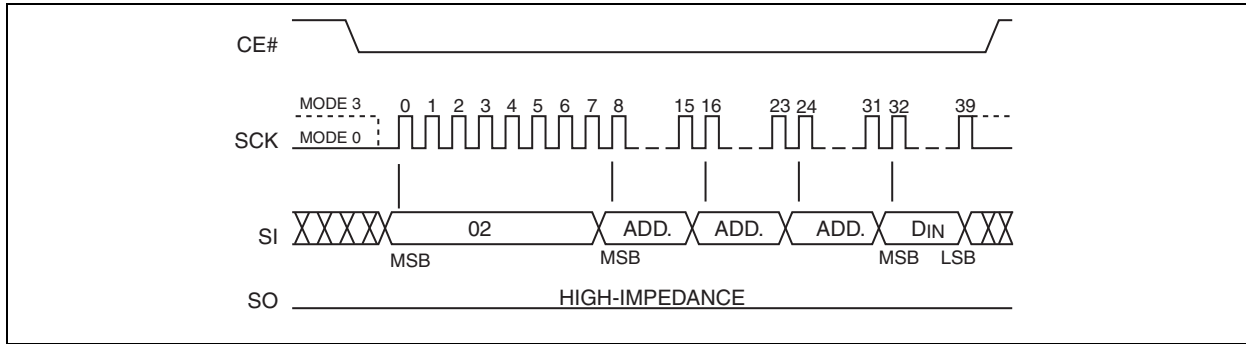 CE#
MODE 3
0 1 2 3 4 5 6 7 8 15 16 23 24 31 32 39
SCK MODE 0
SI 02 ADD. ADD. ADD. DIN
MSB MSB MSB LSB
SO HIGH-IMPEDANCE